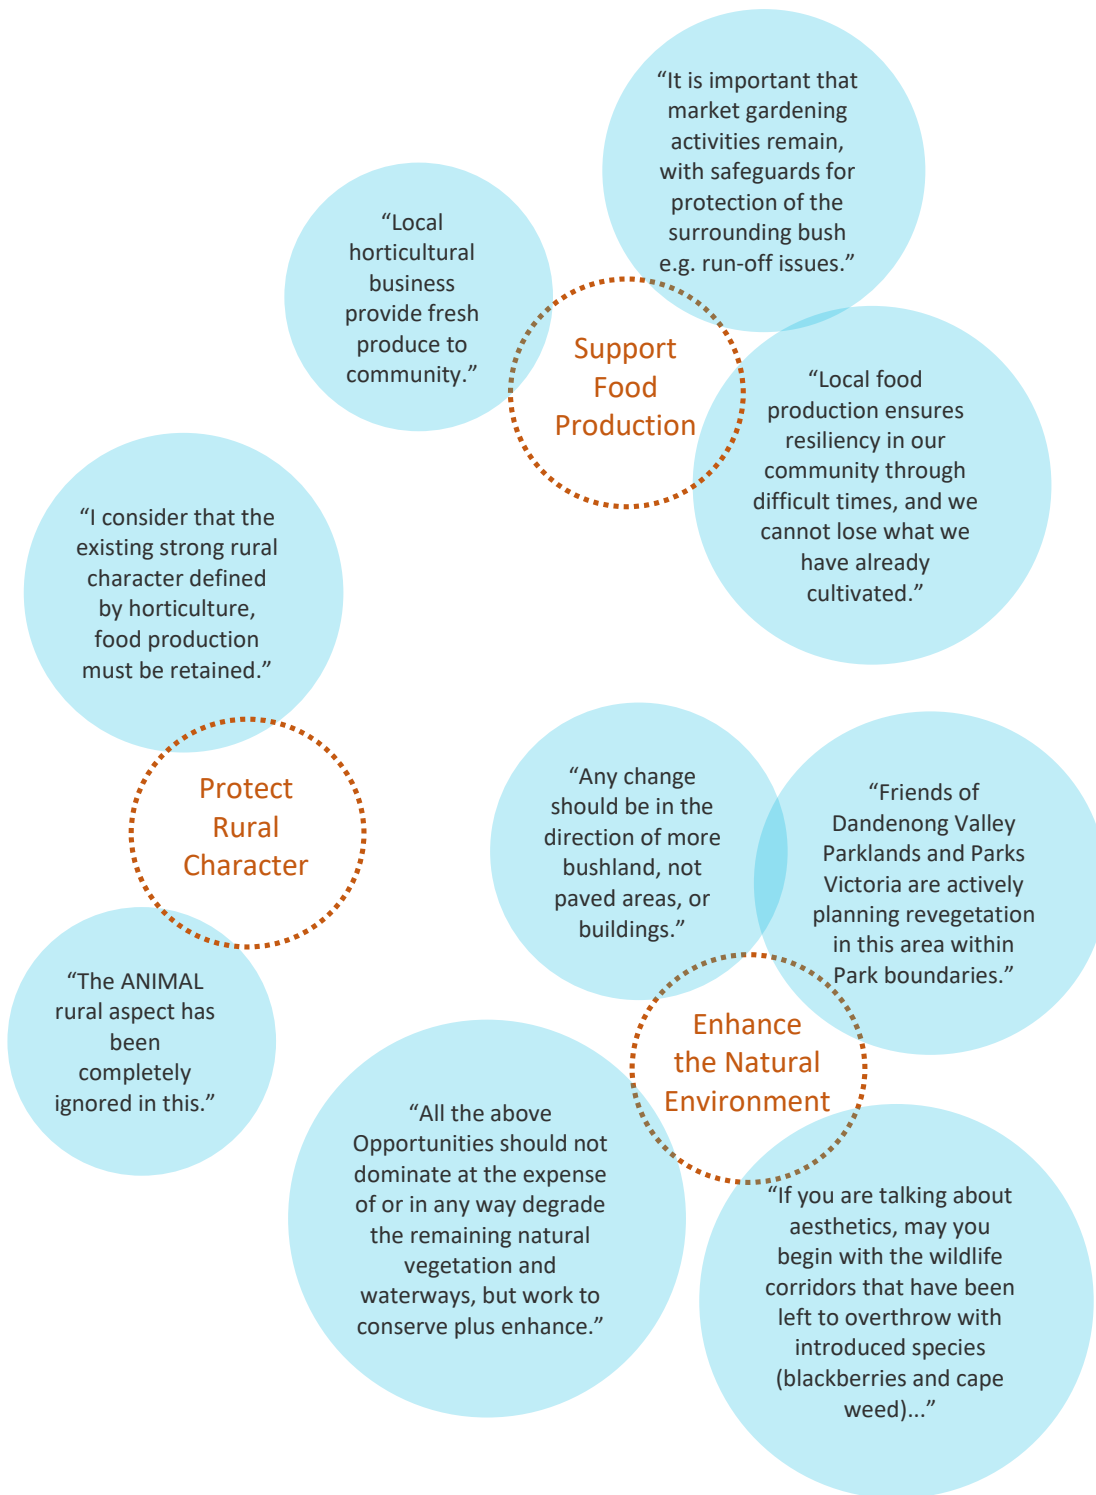 “It is important that
market gardening
activities remain,
with safeguards for
protection of the
surrounding bush
e.g. run-off issues.”
“Local
horticultural
business
provide fresh
produce to
community.”
Support
Food
Production
“Local food
production ensures
resiliency in our
community through
difficult times, and we
cannot lose what we
have already
cultivated.”
“I consider that the
existing strong rural
character defined
by horticulture,
food production
must be retained.”
Protect
Rural
Character
“The ANIMAL
rural aspect has
been
completely
ignored in this.”
“Any change
should be in the
direction of more
bushland, not
paved areas, or
buildings.”
“Friends of
Dandenong Valley
Parklands and Parks
Victoria are actively
planning revegetation
in this area within
Park boundaries.”
Enhance
the Natural
Environment
“All the above
Opportunities should not
dominate at the expense
of or in any way degrade
the remaining natural
vegetation and
waterways, but work to
conserve plus enhance.”
“If you are talking about
aesthetics, may you
begin with the wildlife
corridors that have been
left to overthrow with
introduced species
(blackberries and cape
weed)...”